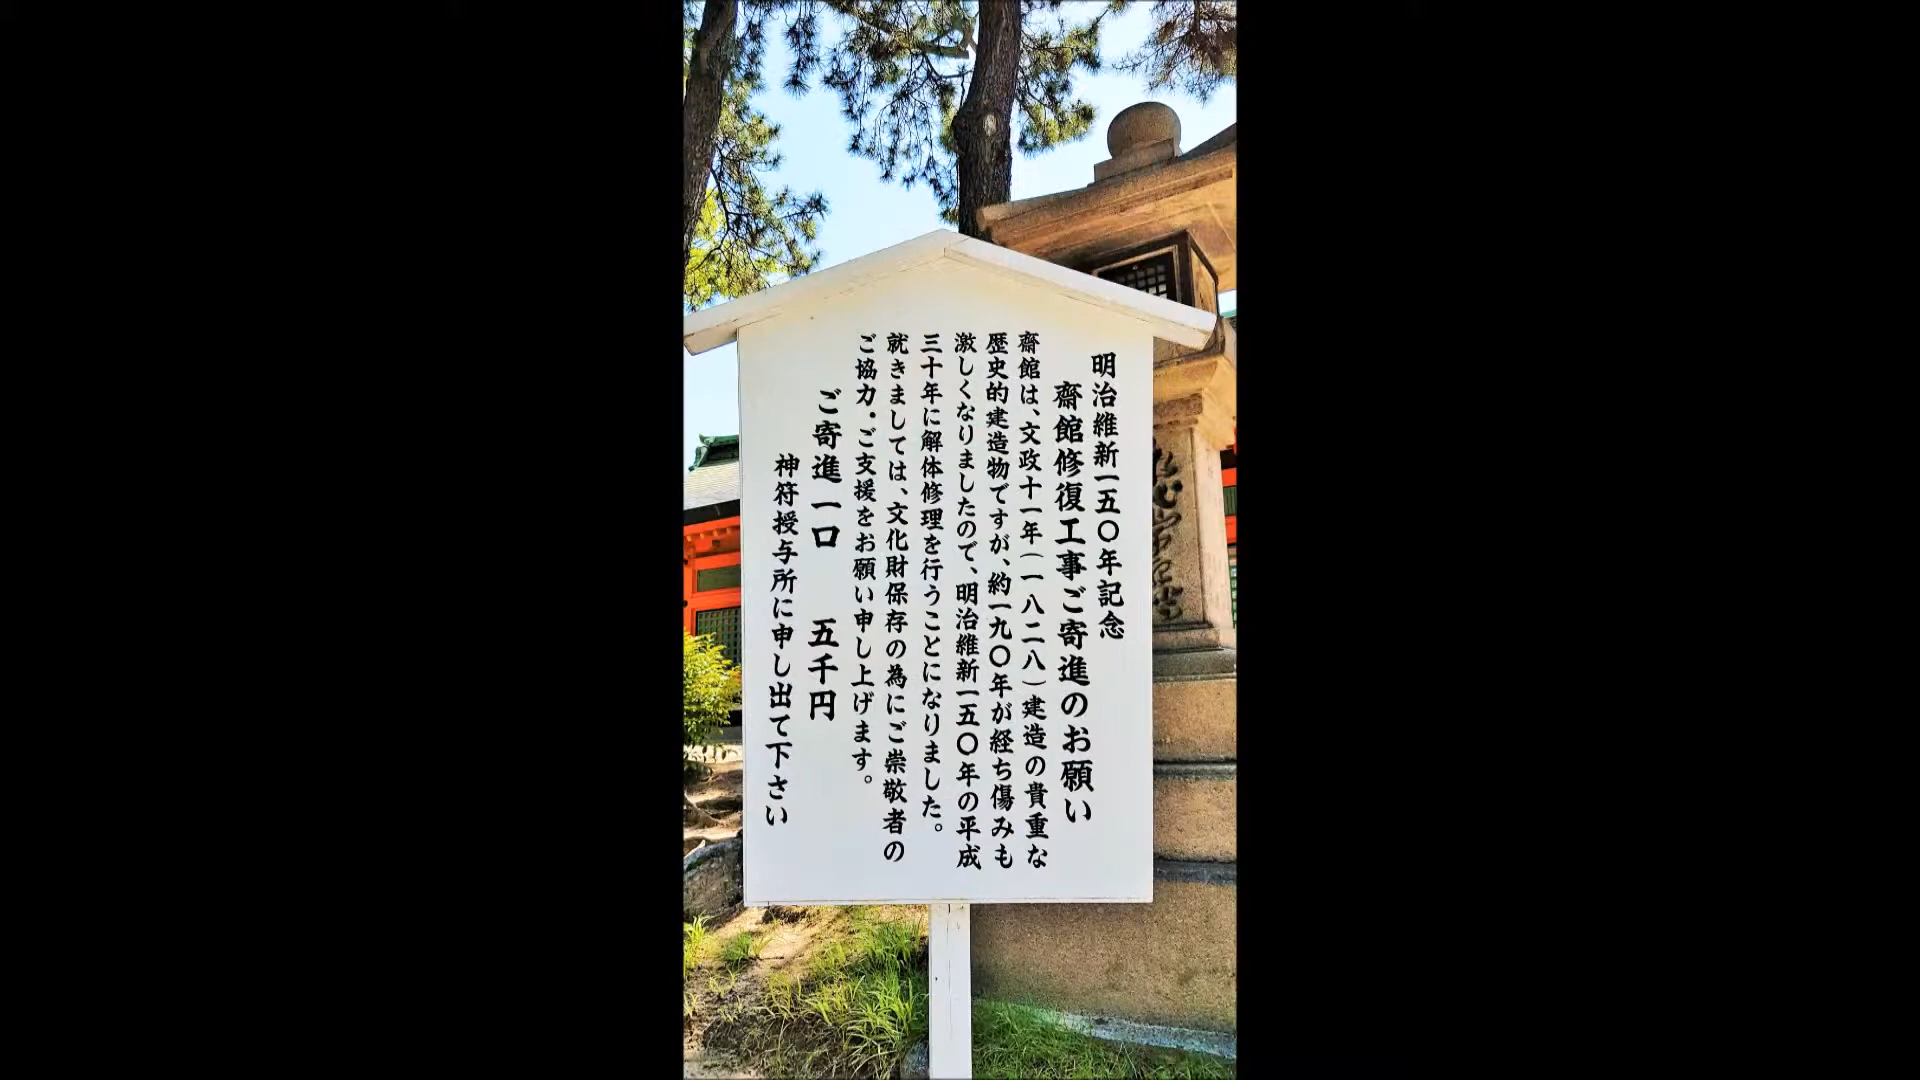 明治維新一五〇年記念
齋館修復工事ご寄進のお願い
齋館は、文政十一年(一八二八)建造の貴重な
歴史的建造物ですが、約一九〇年が経ち傷みも
激しくなりましたので、明治維新一五〇年の平成
三十年に解体修理を行うことになりました。
就きましては、文化財保存の為にご崇敬者の
ご協力・ご支援をお願い申し上げます。
ご寄進一口 五千円
神符授与所に申し出て下さい